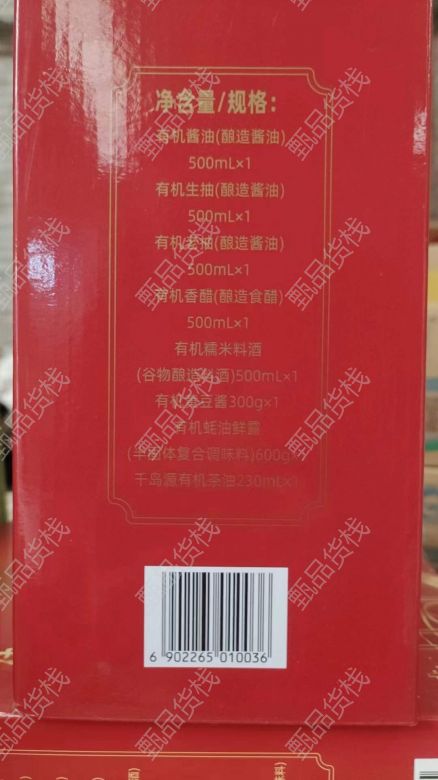 净含量/规格：
有机酱油(酿造酱油)
500mL×1
有机生抽(酿造酱油)
500mL×1
有机老抽(酿造酱油)
500mL×1
有机香醋(酿造食醋)
500mL×1
有机糯米料酒
(谷物酿造料酒)500mL×1
有机黄豆酱300g×1
有机蚝油鲜露
(半固体复合调味料)600g×1
千岛源有机茶油230mL×1
6 902265 010036
甄品货栈